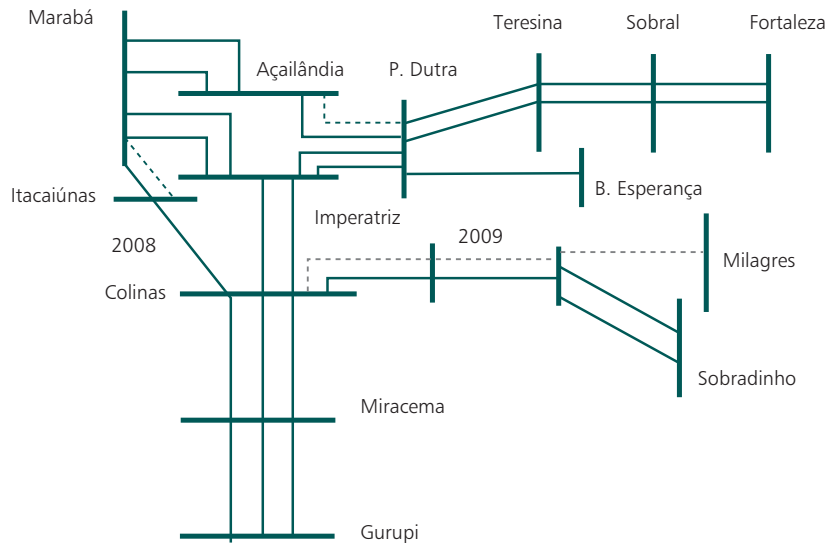 Marabá
Teresina
Sobral
Fortaleza
Açailândia
P. Dutra
Itacaiúnas
B. Esperança
Imperatriz
2008
2009
Milagres
Colinas
Sobradinho
Miracema
Gurupi